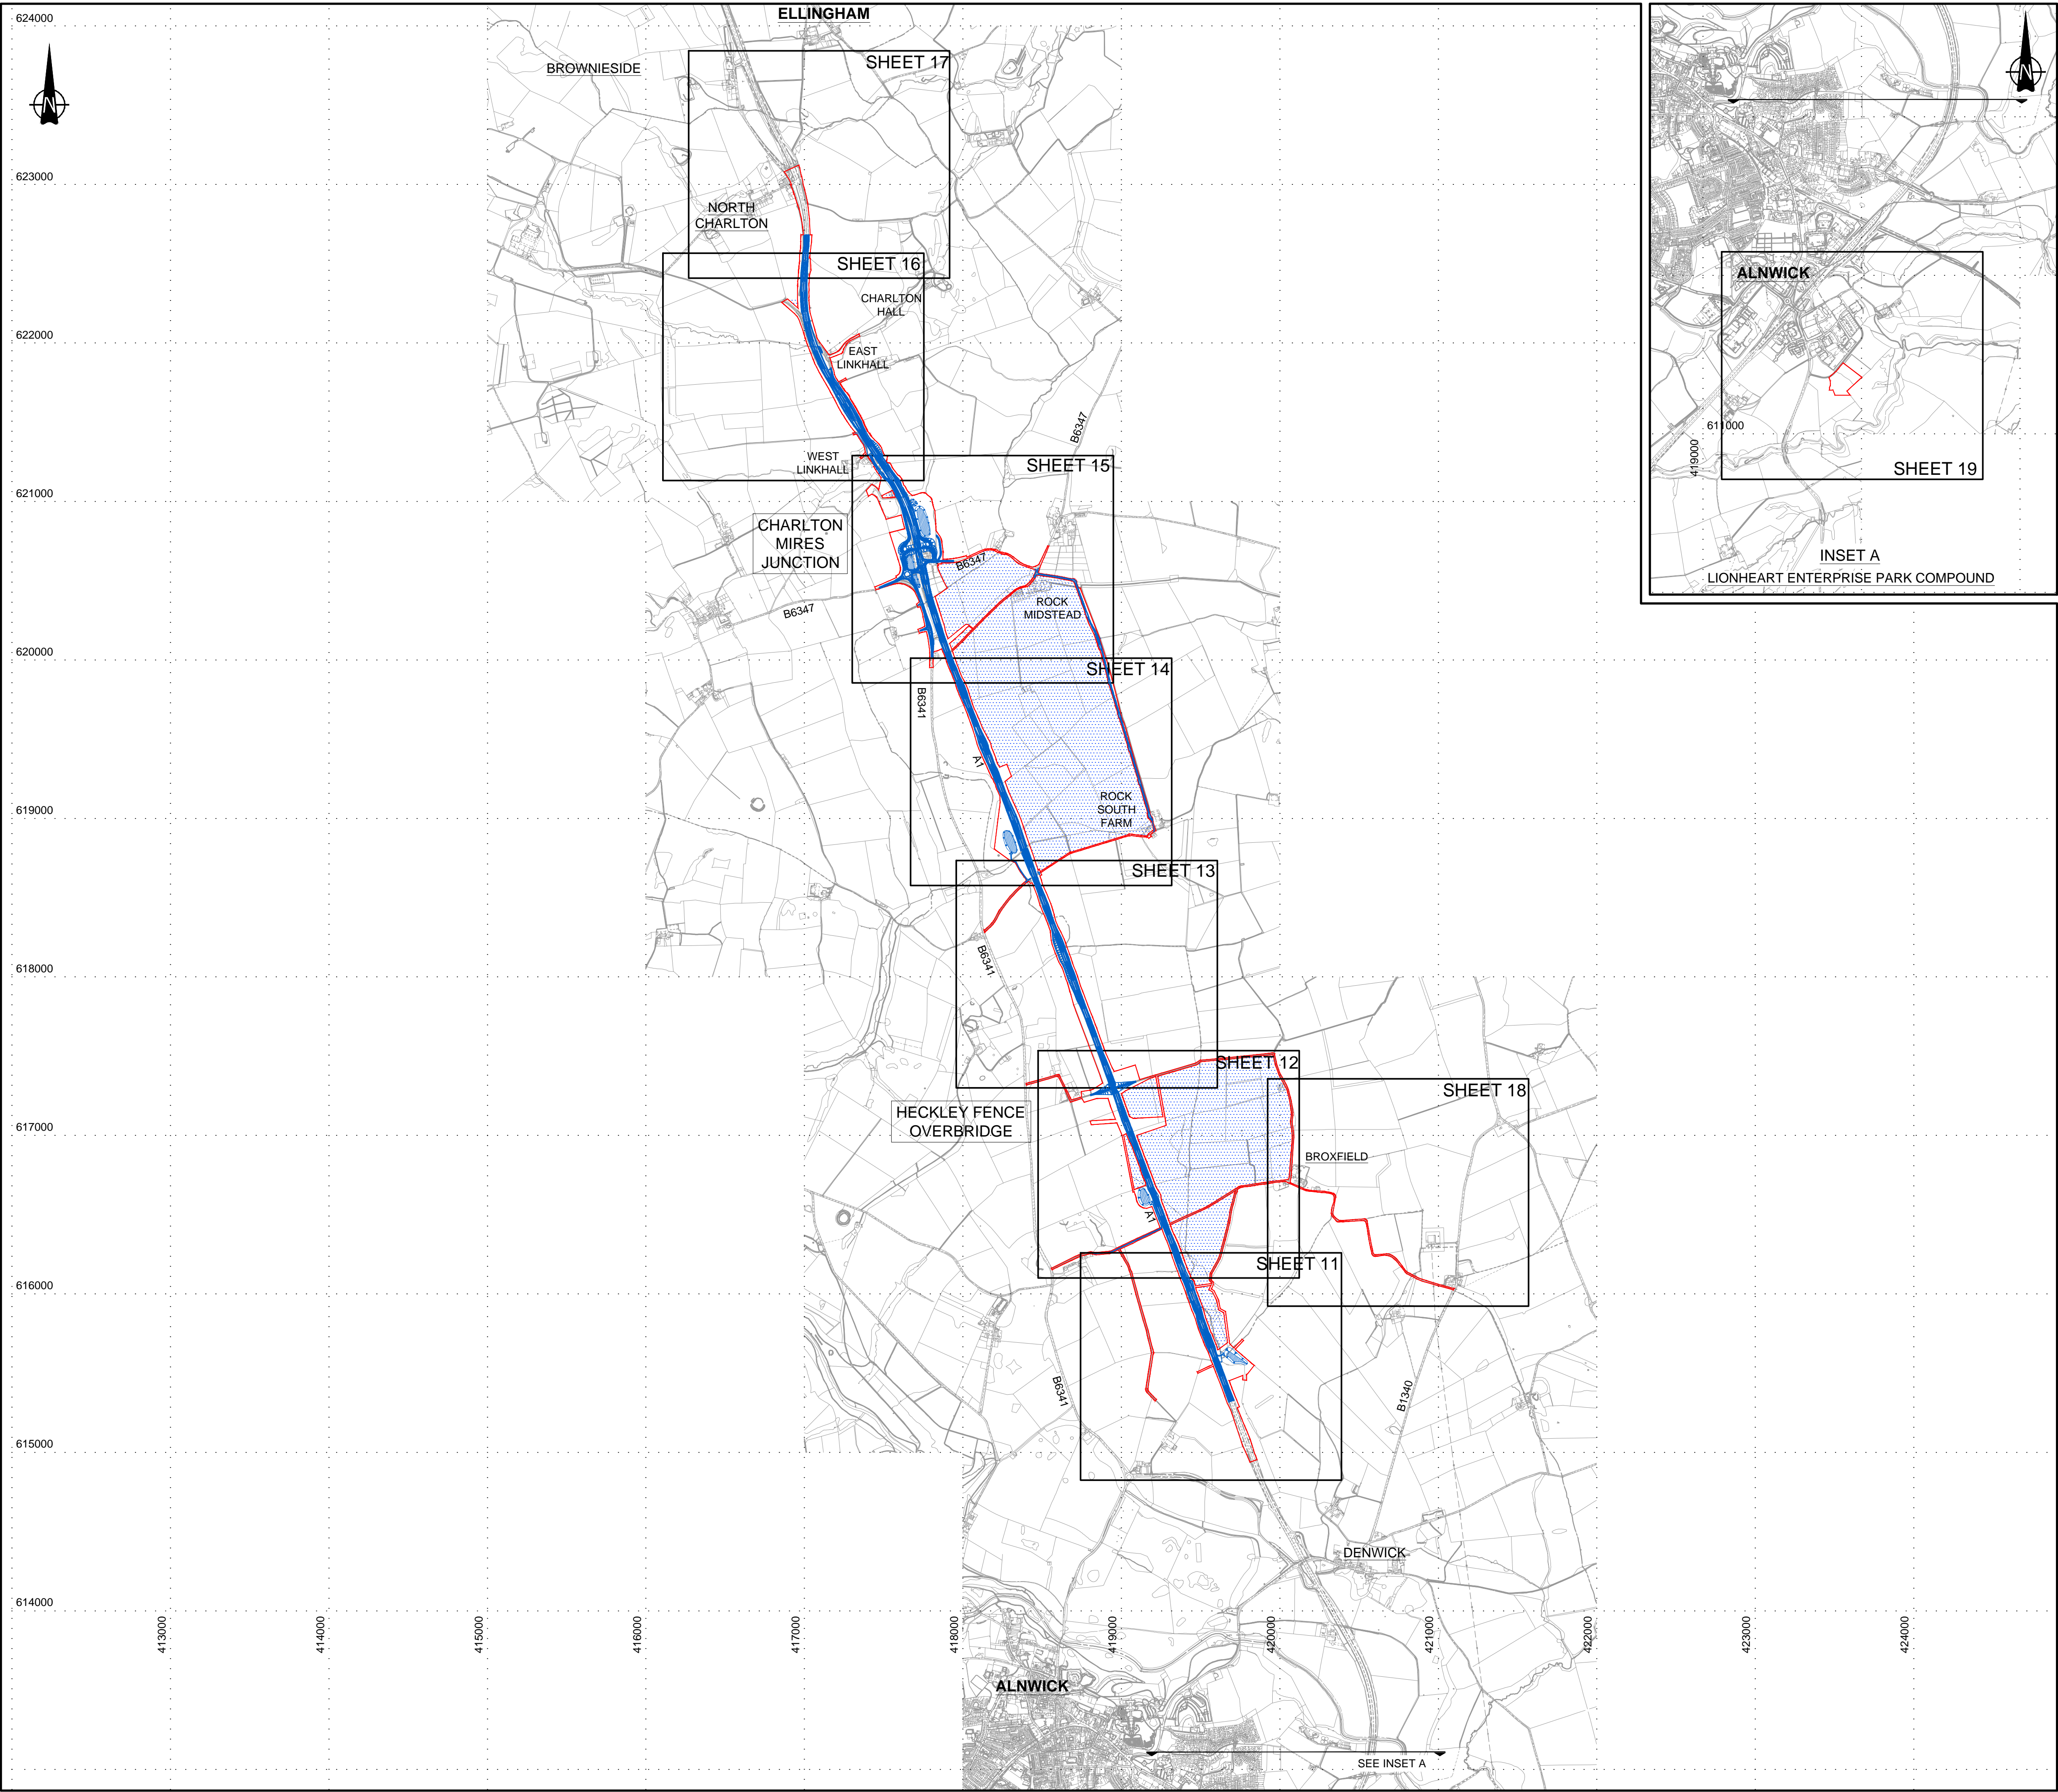 624000
ELLINGHAM
BROWNIESIDE
SHEET 17
N
N
623000
NORTH
CHARLTON
SHEET 16
CHARLTON
HALL
622000
EAST
LINKHALL
ALNWICK
419000
611000
SHEET 19
INSET A
LIONHEART ENTERPRISE PARK COMPOUND
B6347
WEST
LINKHALL
SHEET 15
621000
CHARLTON
MIRES
JUNCTION
B6347
B6347
ROCK
MIDSTEAD
620000
SHEET 14
B6341
A1
619000
ROCK
SOUTH
FARM
SHEET 13
618000
B6341
SHEET 12
SHEET 18
HECKLEY FENCE
OVERBRIDGE
617000
BROXFIELD
A1
SHEET 11
616000
B6341
B1340
615000
DENWICK
614000
413000
414000
415000
416000
417000
418000
419000
420000
421000
422000
423000
424000
ALNWICK
SEE INSET A